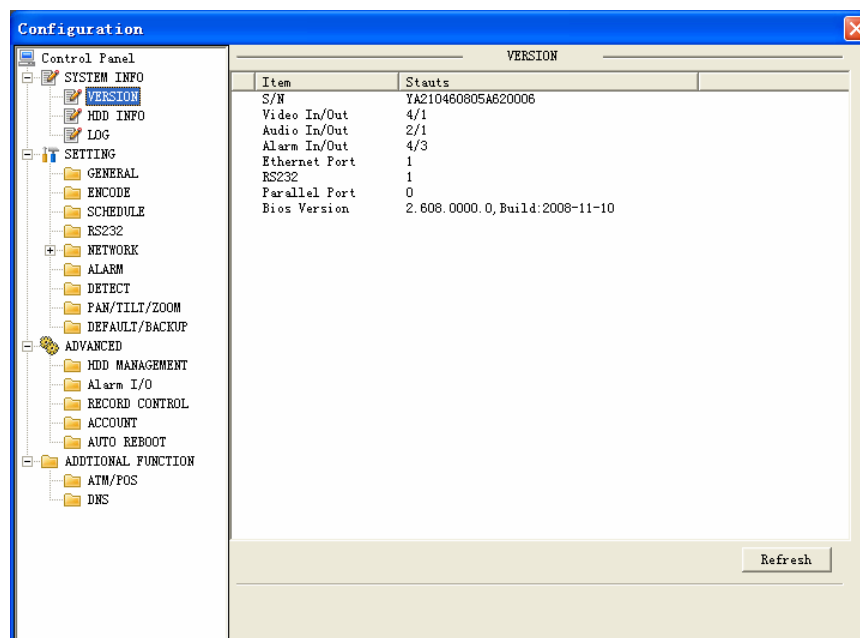 Configuration
Control Panel
SYSTEM INFO
VERSION
HDD INFO
LOG
SETTING
GENERAL
ENCODE
SCHEDULE
RS232
NETWORK
ALARM
DETECT
PAN/TILT/ZOOM
DEFAULT/BACKUP
ADVANCED
HDD MANAGEMENT
Alarm I/O
RECORD CONTROL
ACCOUNT
AUTO REBOOT
ADDTIONAL FUNCTION
ATM/POS
DNS
VERSION
Item Stauts
S/N YA210460805A620006
Video In/Out 4/1
Audio In/Out 2/1
Alarm In/Out 4/3
Ethernet Port 1
RS232 1
Parallel Port 0
Bios Version 2.608.0000.0,Build:2008-11-10
Refresh